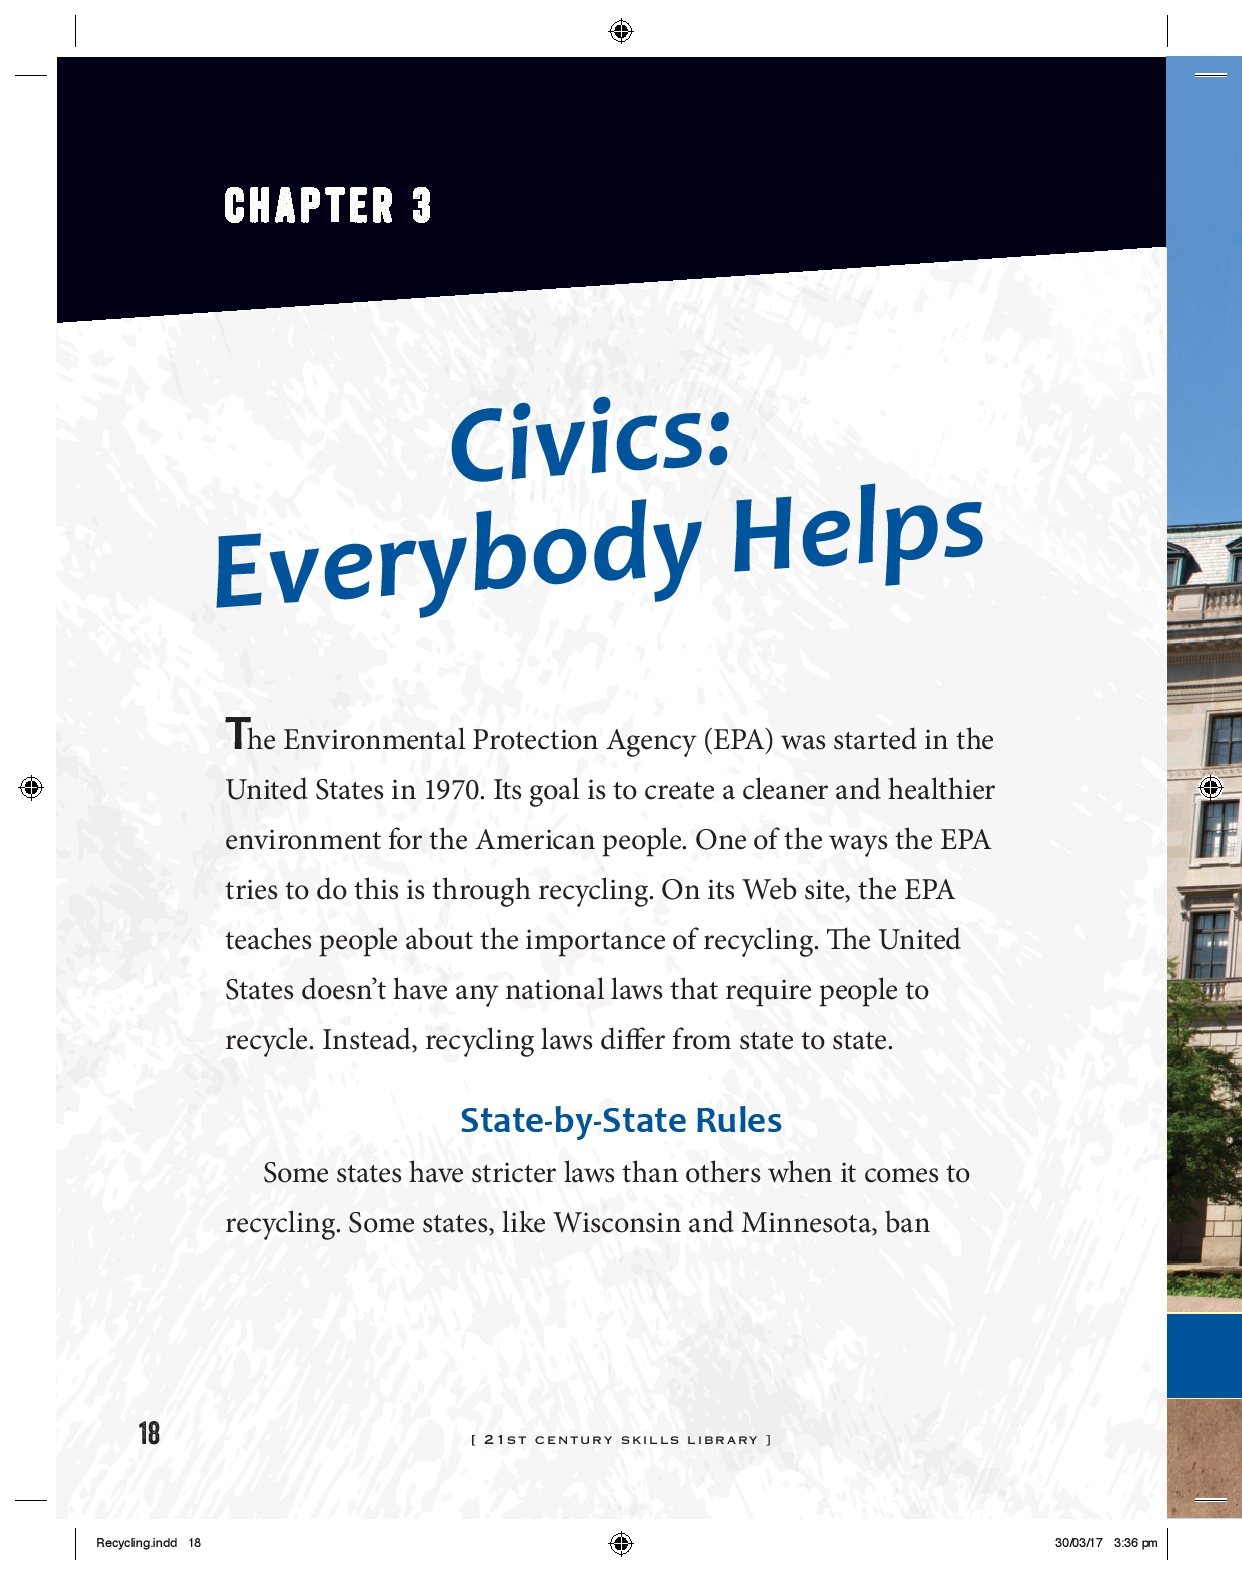 CHAPTER 3
Civics:
Everybody Helps
The Environmental Protection Agency (EPA) was started in the
United States in 1970. Its goal is to create a cleaner and healthier
environment for the American people. One of the ways the EPA
tries to do this is through recycling. On its Web site, the EPA
teaches people about the importance of recycling. The United
States doesn’t have any national laws that require people to
recycle. Instead, recycling laws differ from state to state.
State-by-State Rules
Some states have stricter laws than others when it comes to
recycling. Some states, like Wisconsin and Minnesota, ban
18
[ 21ST CENTURY SKILLS LIBRARY ]
Recycling.indd 18
30/03/17 3:36 pm